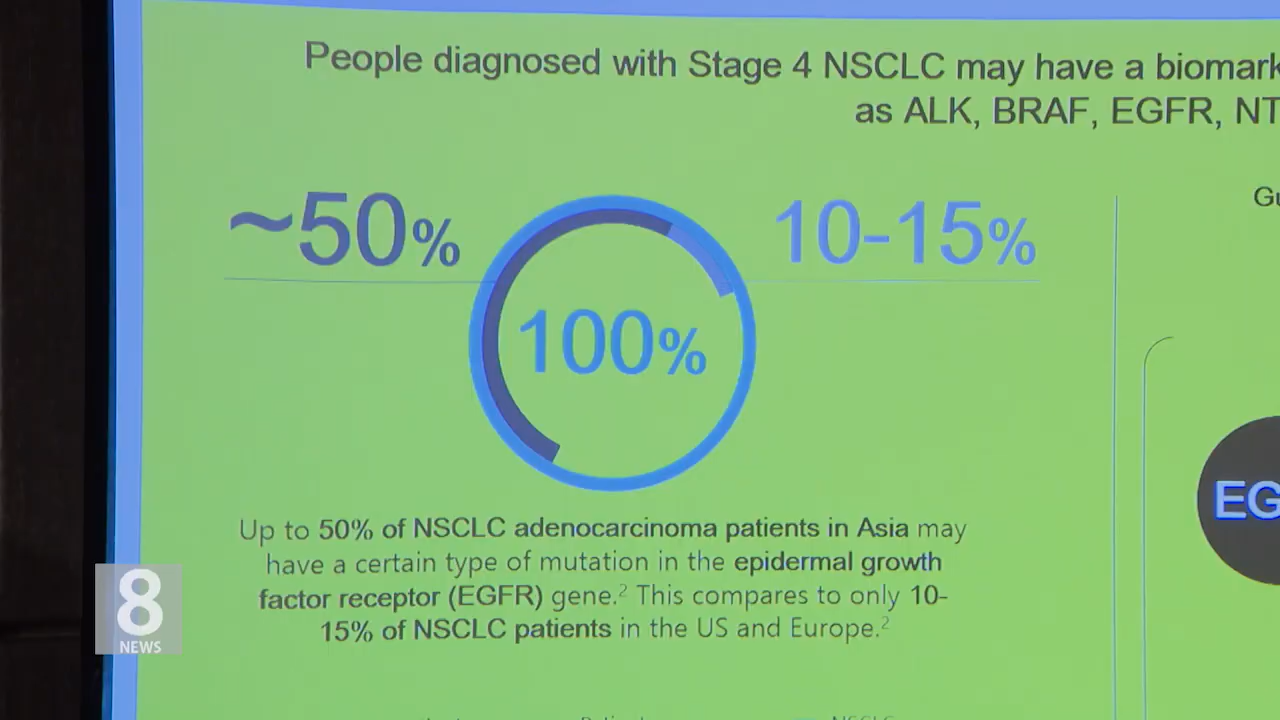 People diagnosed with Stage 4 NSCLC may have a biomark
as ALK, BRAF, EGFR, NT
~50%
10-15%
100%
Gu
EG
Up to 50% of NSCLC adenocarcinoma patients in Asia may
have a certain type of mutation in the epidermal growth
factor receptor (EGFR) gene.² This compares to only 10-
15% of NSCLC patients in the US and Europe.²
8
NEWS